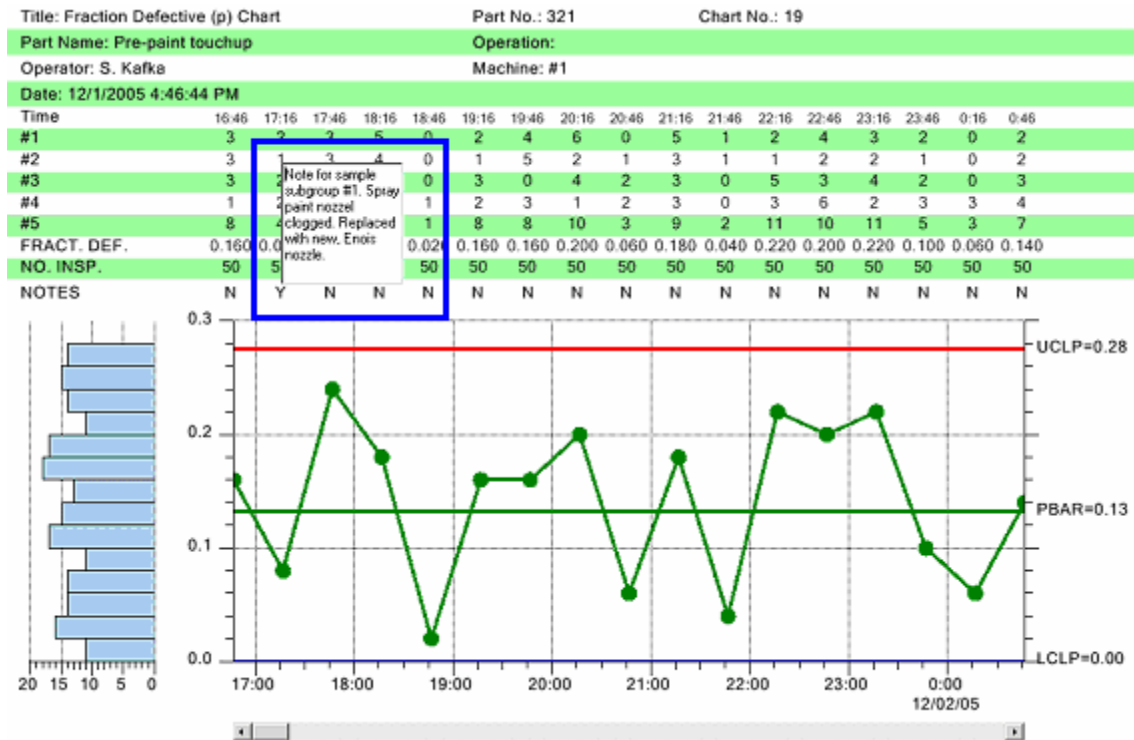 Title: Fraction Defective (p) Chart Part No.: 321 Chart No.: 19
Part Name: Pre-paint touchup Operation:
Operator: S. Kafka Machine: #1
Date: 12/1/2005 4:46:44 PM
Time 16:46 17:16 17:46 18:16 18:46 19:16 19:46 20:16 20:46 21:16 21:46 22:16 22:46 23:16 23:46 0:16 0:46
#1 3 2 3 5 0 2 4 6 0 5 1 2 4 3 2 0 2
#2 3 1 3 4 0 1 5 2 1 3 1 1 2 2 1 0 2
#3 3 2 0 3 0 4 2 3 0 5 3 4 2 0 3
#4 1 2 1 2 3 1 2 3 0 3 6 2 3 3 4
#5 8 4 1 8 8 10 3 9 2 11 10 11 5 3 7
FRACT. DEF. 0.160 0.0 0.020 0.160 0.160 0.200 0.060 0.180 0.040 0.220 0.200 0.220 0.100 0.060 0.140
NO. INSP. 50 5 50 50 50 50 50 50 50 50 50 50 50 50 50
NOTES N Y N N N N N N N N N N N N N N N
Note for sample
subgroup #1. Spray
paint nozzel
clogged. Replaced
with new, Enois
nozzle.
0.3
UCLP=0.28
0.2
PBAR=0.13
0.1
0.0
LCLP=0.00
20 15 10 5 0
17:00 18:00 19:00 20:00 21:00 22:00 23:00 0:00
12/02/05